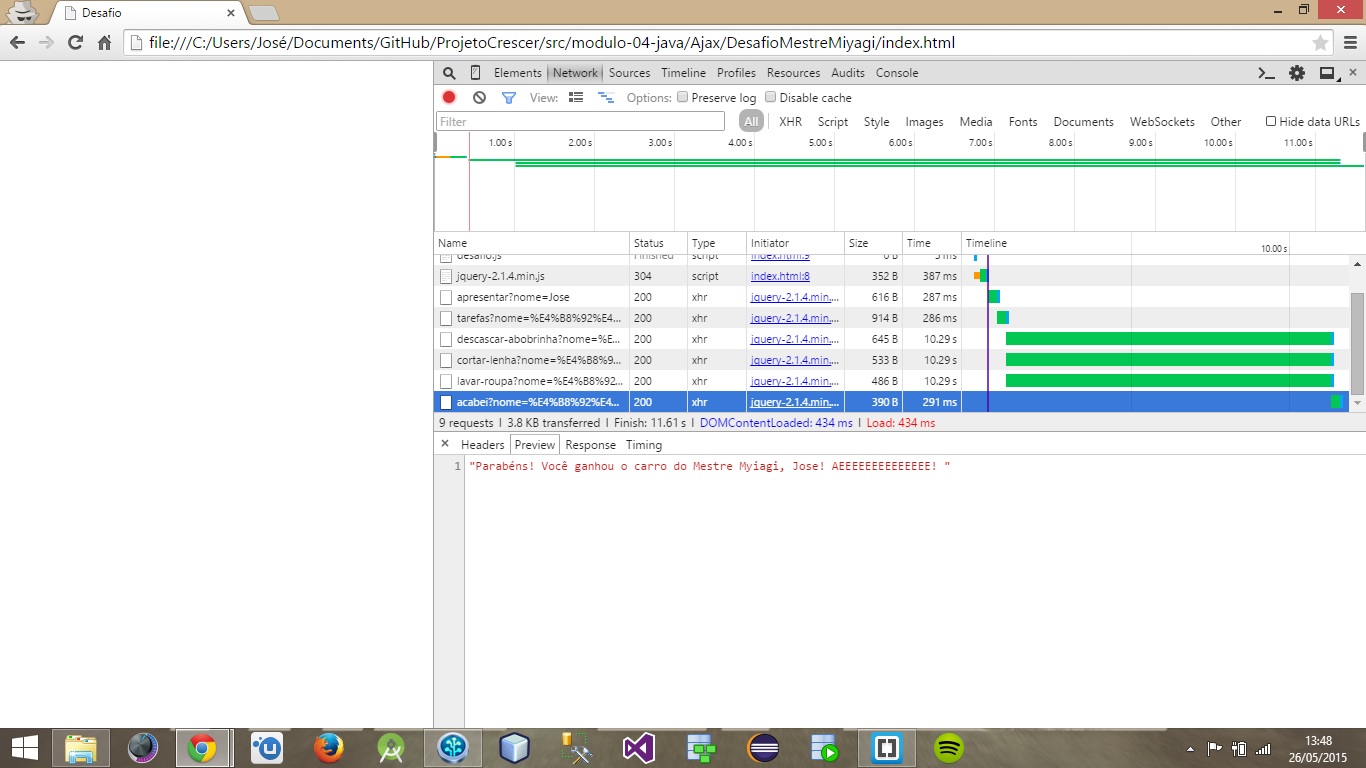 Desafio
file:///C:/Users/José/Documents/GitHub/ProjetoCrescer/src/modulo-04-java/Ajax/DesafioMestreMiyagi/index.html
Elements Network Sources Timeline Profiles Resources Audits Console
View: Options: Preserve log Disable cache
Filter All XHR Script Style Images Media Fonts Documents WebSockets Other Hide data URLs
1.00 s 2.00 s 3.00 s 4.00 s 5.00 s 6.00 s 7.00 s 8.00 s 9.00 s 10.00 s 11.00 s
Name Status Type Initiator Size Time Timeline 10.00 s
desafio.js Finished script index.html:9 0 B 5 ms
jquery-2.1.4.min.js 304 script index.html:8 352 B 387 ms
apresentar?nome=Jose 200 xhr jquery-2.1.4.min.... 616 B 287 ms
tarefas?nome=%E4%B8%92%E4... 200 xhr jquery-2.1.4.min.... 914 B 286 ms
descascar-abobrinha?nome=%E... 200 xhr jquery-2.1.4.min.... 645 B 10.29 s
cortar-lenha?nome=%E4%B8%9... 200 xhr jquery-2.1.4.min.... 533 B 10.29 s
lavar-roupa?nome=%E4%B8%92... 200 xhr jquery-2.1.4.min.... 486 B 10.29 s
acabei?nome=%E4%B8%92%E4... 200 xhr jquery-2.1.4.min.... 390 B 291 ms
9 requests I 3.8 KB transferred I Finish: 11.61 s I DOMContentLoaded: 434 ms I Load: 434 ms
× Headers Preview Response Timing
1 "Parabéns! Você ganhou o carro do Mestre Myiagi, Jose! AEEEEEEEEEEEEEE! "
13:48
26/05/2015